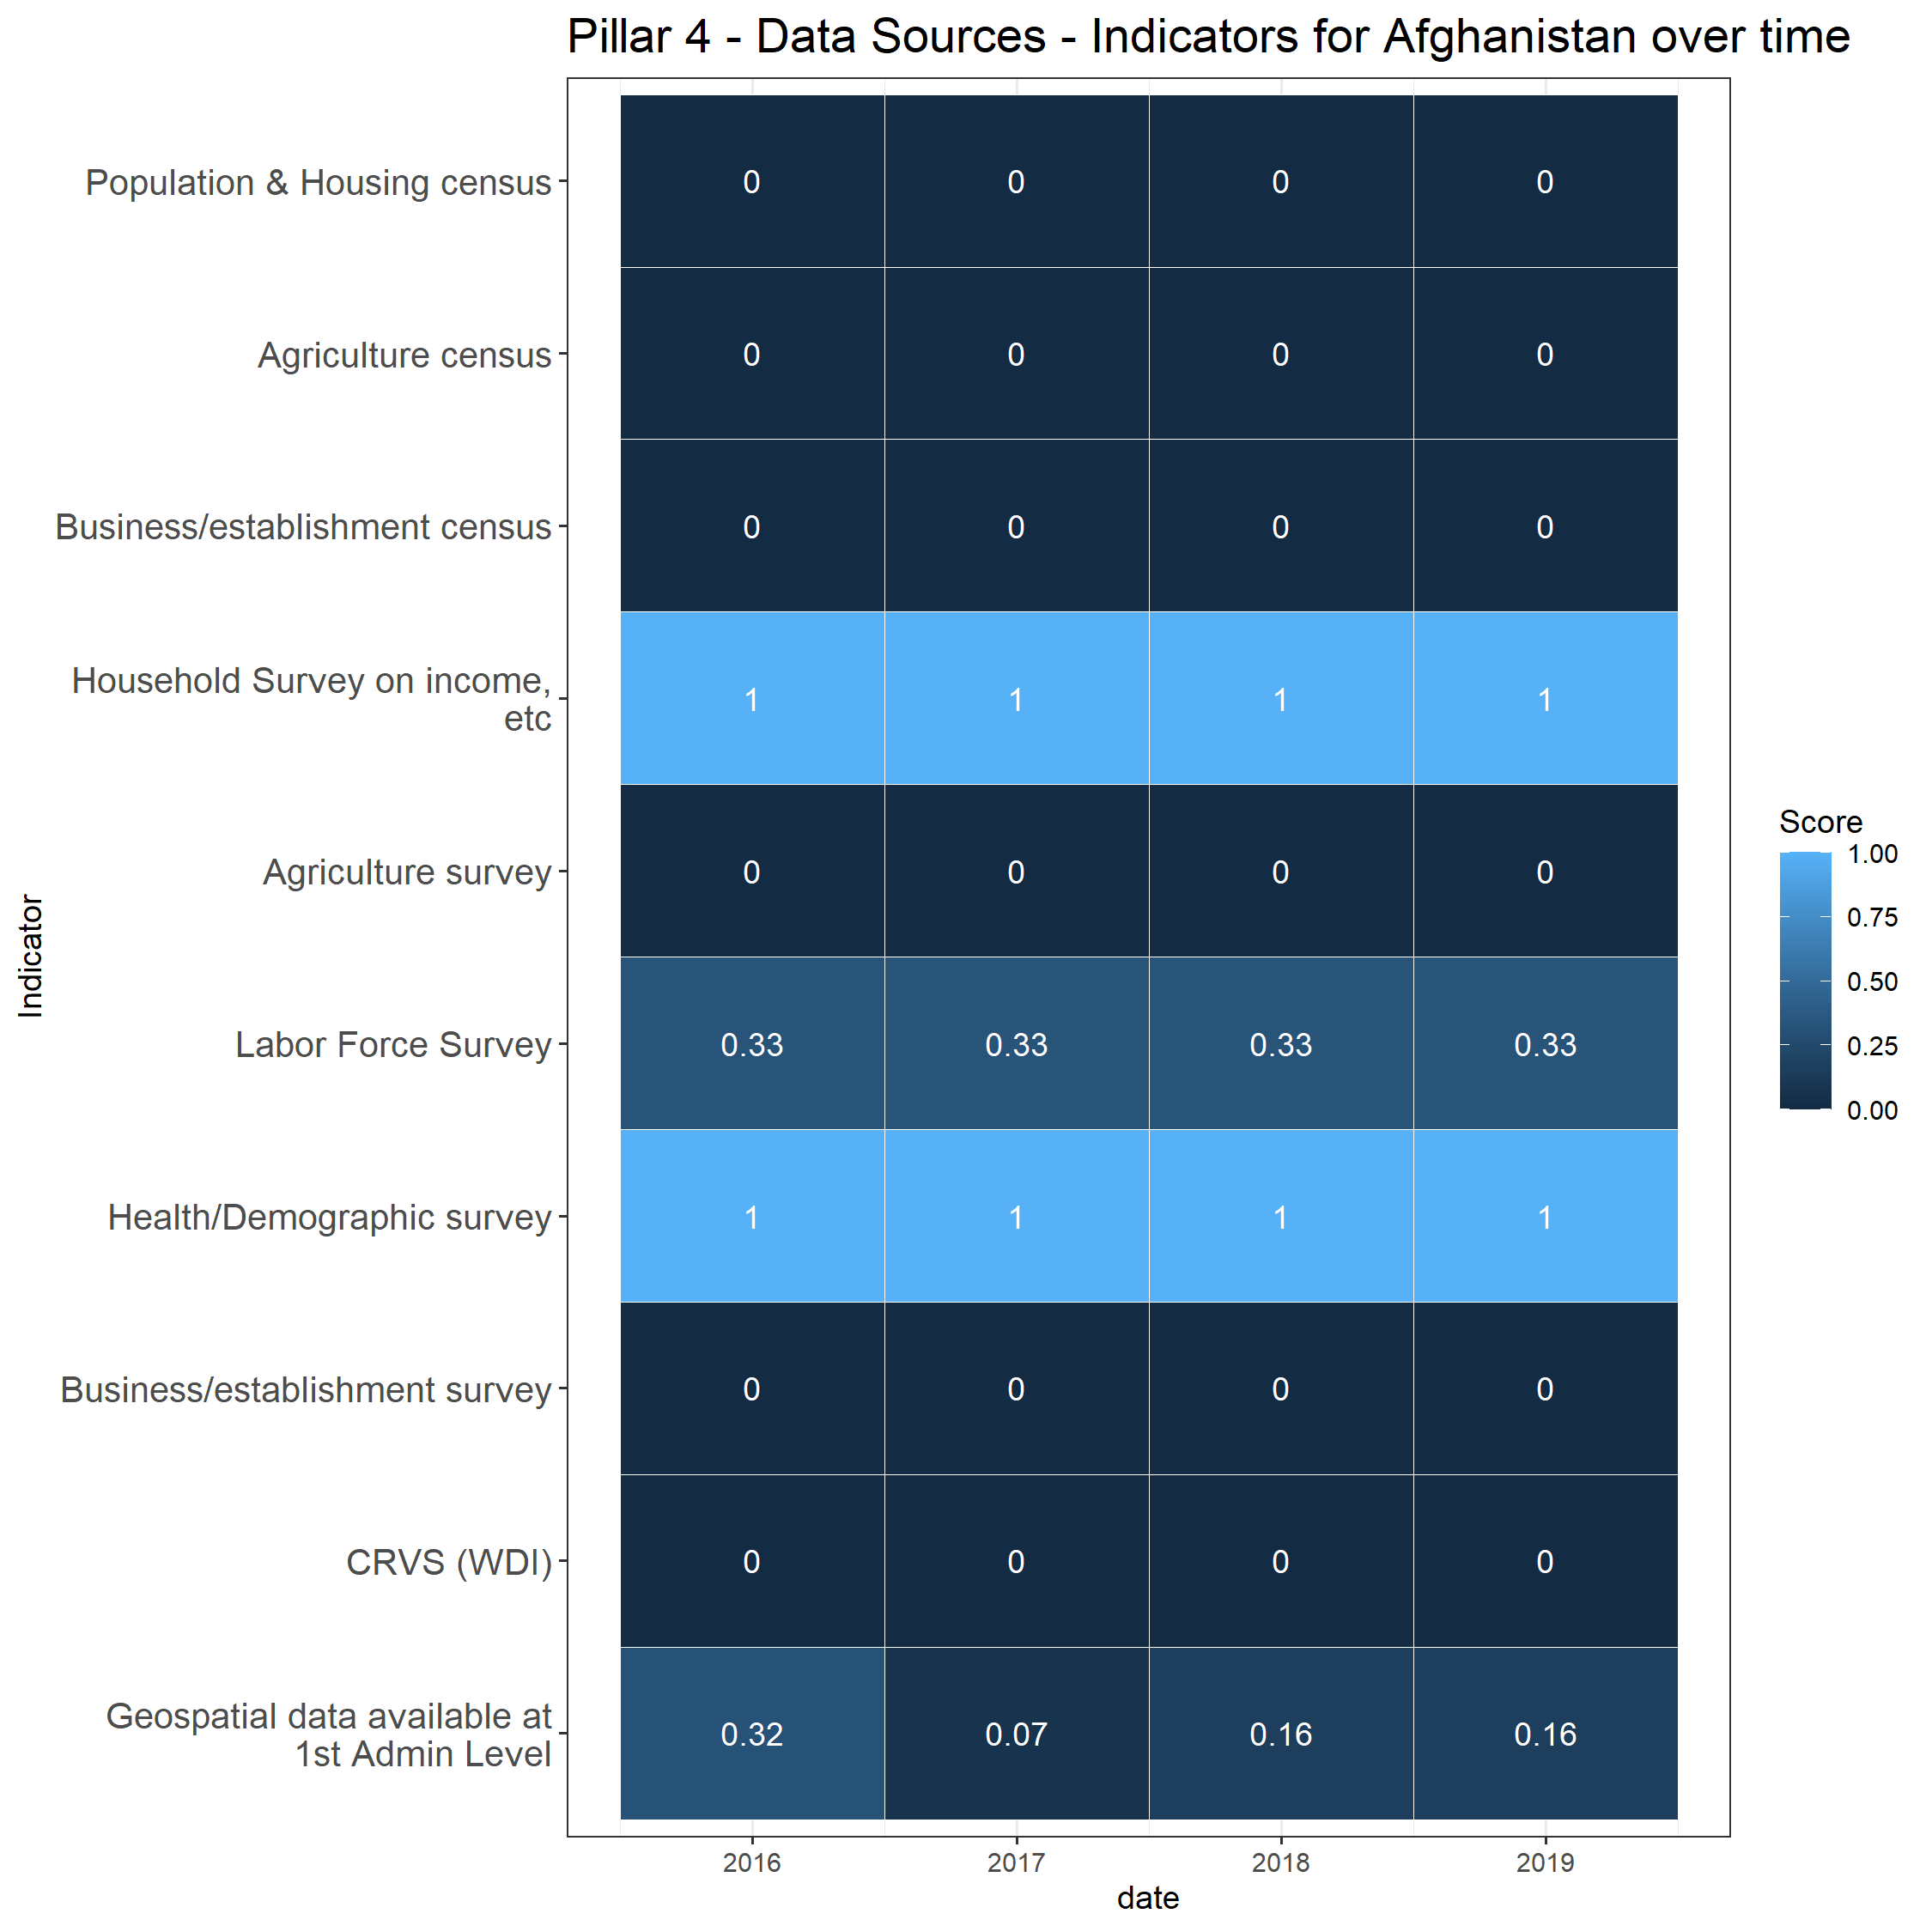 Pillar 4 - Data Sources - Indicators for Afghanistan over time
Population & Housing census
0 0 0 0
Agriculture census
0 0 0 0
Business/establishment census
0 0 0 0
Household Survey on income,
etc
1 1 1 1
Agriculture survey
0 0 0 0
Labor Force Survey
0.33 0.33 0.33 0.33
Health/Demographic survey
1 1 1 1
Business/establishment survey
0 0 0 0
CRVS (WDI)
0 0 0 0
Geospatial data available at
1st Admin Level
0.32 0.07 0.16 0.16
2016 2017 2018 2019
date
Indicator
Score
1.00
0.75
0.50
0.25
0.00